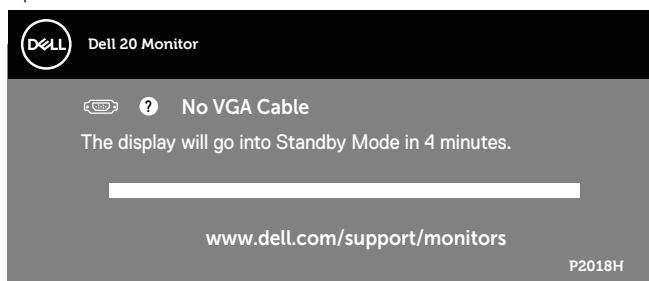 DELL
Dell 20 Monitor
? No VGA Cable
The display will go into Standby Mode in 4 minutes.
www.dell.com/support/monitors
P2018H